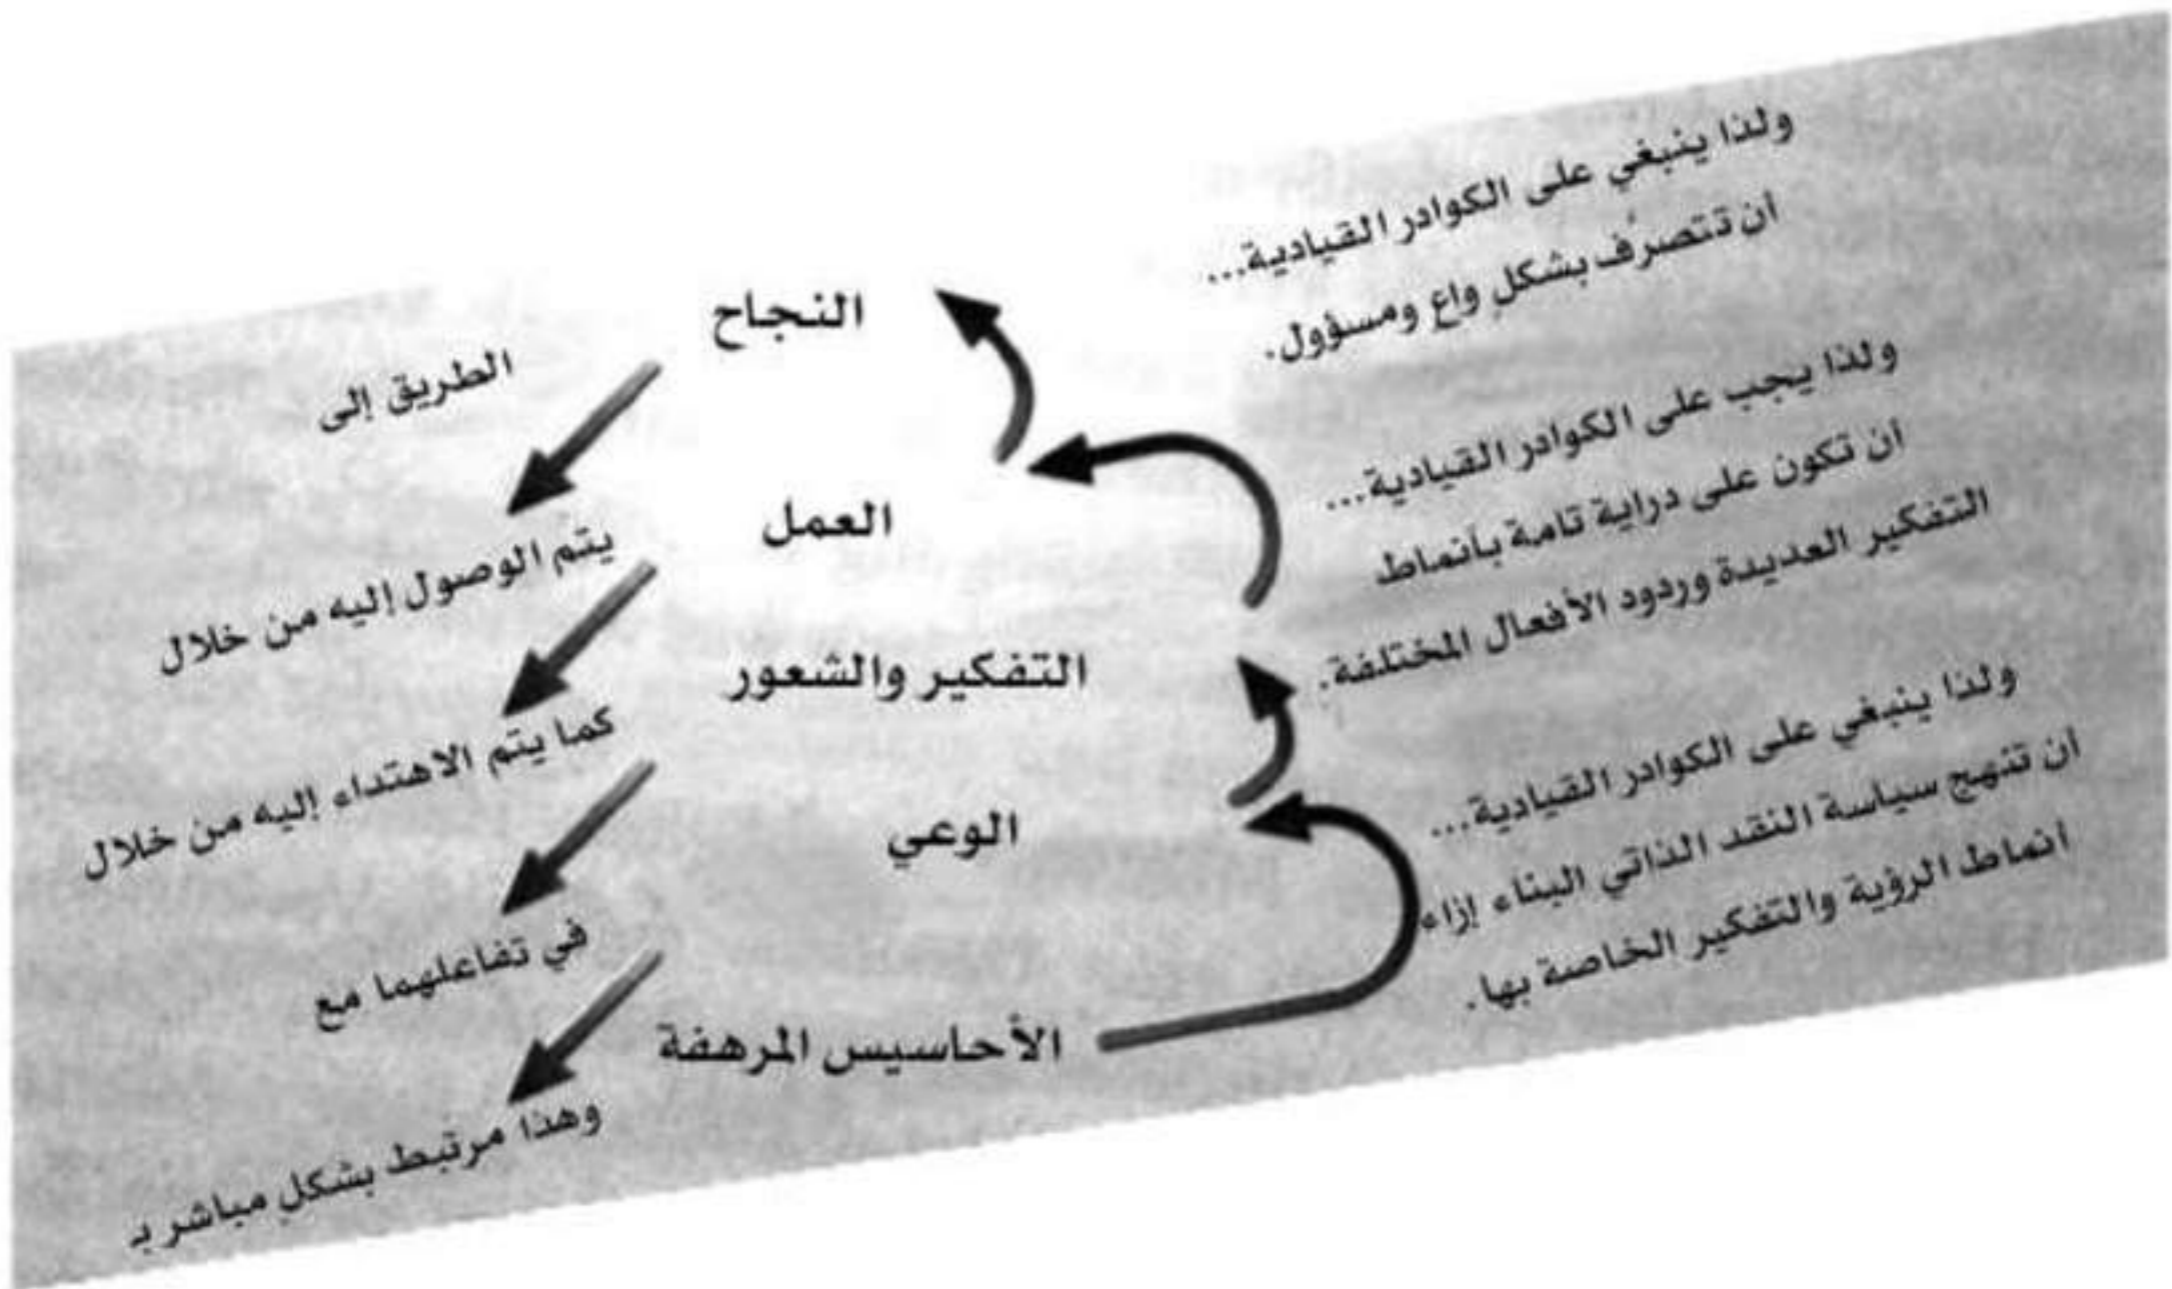 ولذا ينبغي على الكوادر القيادية...
أن تتصرَّف بشكلٍ واعٍ ومسؤول.
ولذا يجب على الكوادر القيادية...
أن تكون على دراية تامة بأنماط
التفكير العديدة وردود الأفعال المختلفة.
ولذا ينبغي على الكوادر القيادية...
أن تنهج سياسة النقد الذاتي البناء إزاء
أنماط الرؤية والتفكير الخاصة بها.
النجاح
العمل
التفكير والشعور
الوعي
الأحاسيس المرهفة
الطريق إلى
يتم الوصول إليه من خلال
كما يتم الاهتداء إليه من خلال
في تفاعلهما مع
وهذا مرتبط بشكلٍ مباشر بـ